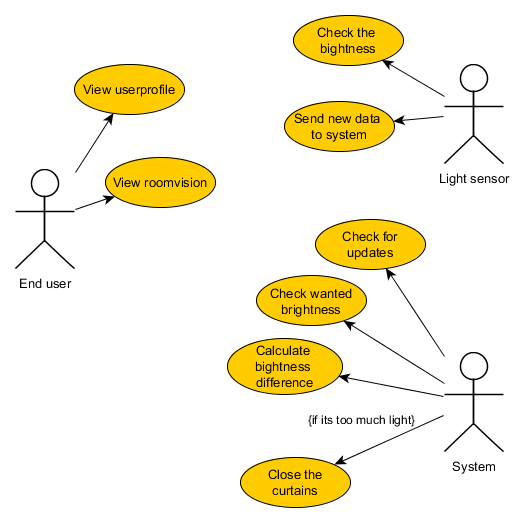 Check the
bightness
View userprofile
Send new data
to system
Light sensor
View roomvision
End user
Check for
updates
Check wanted
brightness
Calculate
bightness
difference
{if its too much light}
System
Close the
curtains